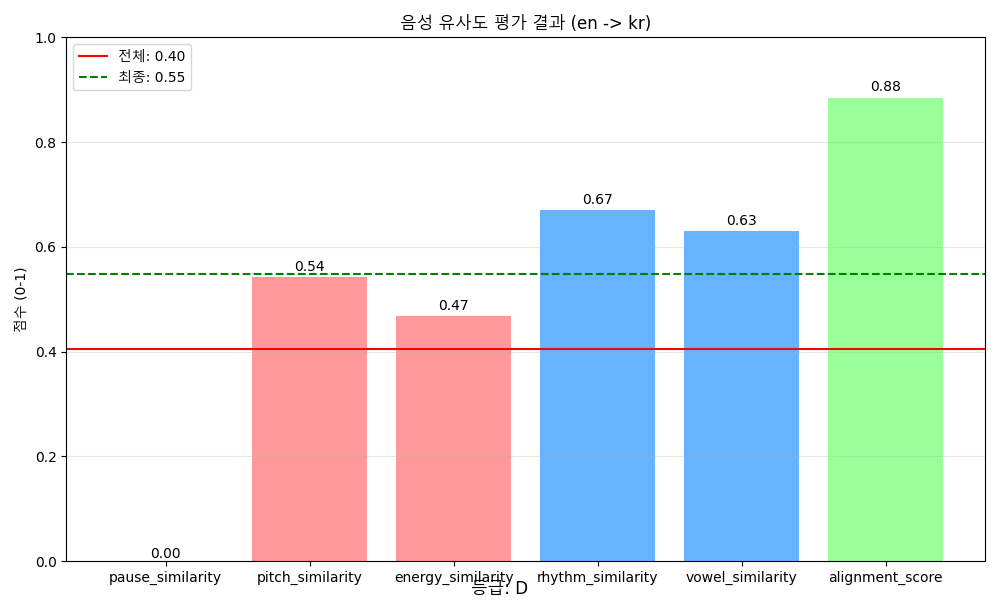 음성 유사도 평가 결과 (en -> kr)
전체: 0.40
최종: 0.55
점수 (0-1)
1.0
0.8
0.6
0.4
0.2
0.0
0.00
0.54
0.47
0.67
0.63
0.88
pause_similarity
pitch_similarity
energy_similarity
rhythm_similarity
vowel_similarity
alignment_score
등급: D